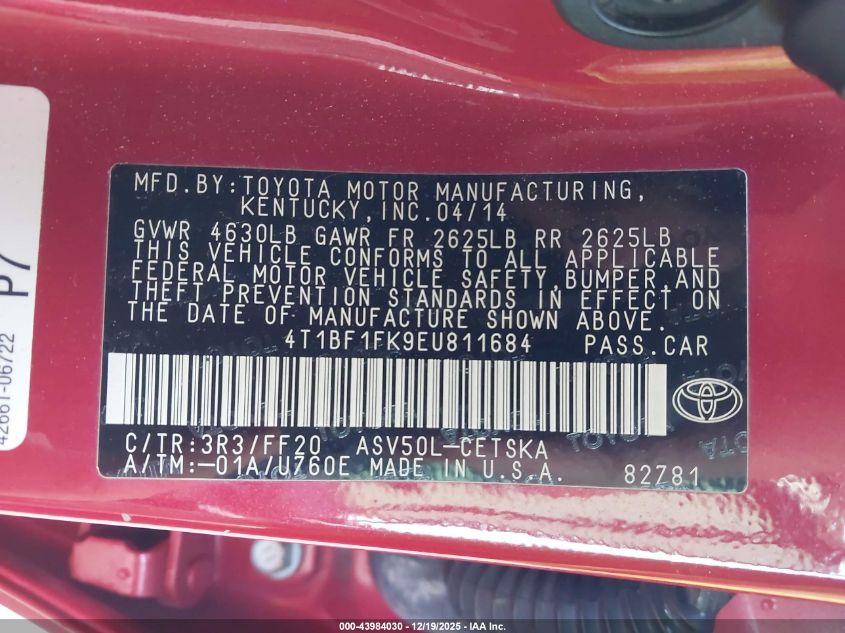 MFD.BY:TOYOTA MOTOR MANUFACTURING,
KENTUCKY, INC. 04/14
GVWR 4630LB GAWR FR 2625LB RR 2625LB
THIS VEHICLE CONFORMS TO ALL APPLICABLE
FEDERAL MOTOR VEHICLE SAFETY,BUMPER,AND
THEFT PREVENTION STANDARDS IN EFFECT ON
THE DATE OF MANUFACTURE SHOWN ABOVE.
4T1BF1FK9EU811684 PASS.CAR
C/TR:3R3/FF20 ASV50L-CETSKA
A/TM:-01A/U760E MADE IN U.S.A. 82781
P7
42661-06722
000-43984030 - 12/19/2025 - IAA Inc.